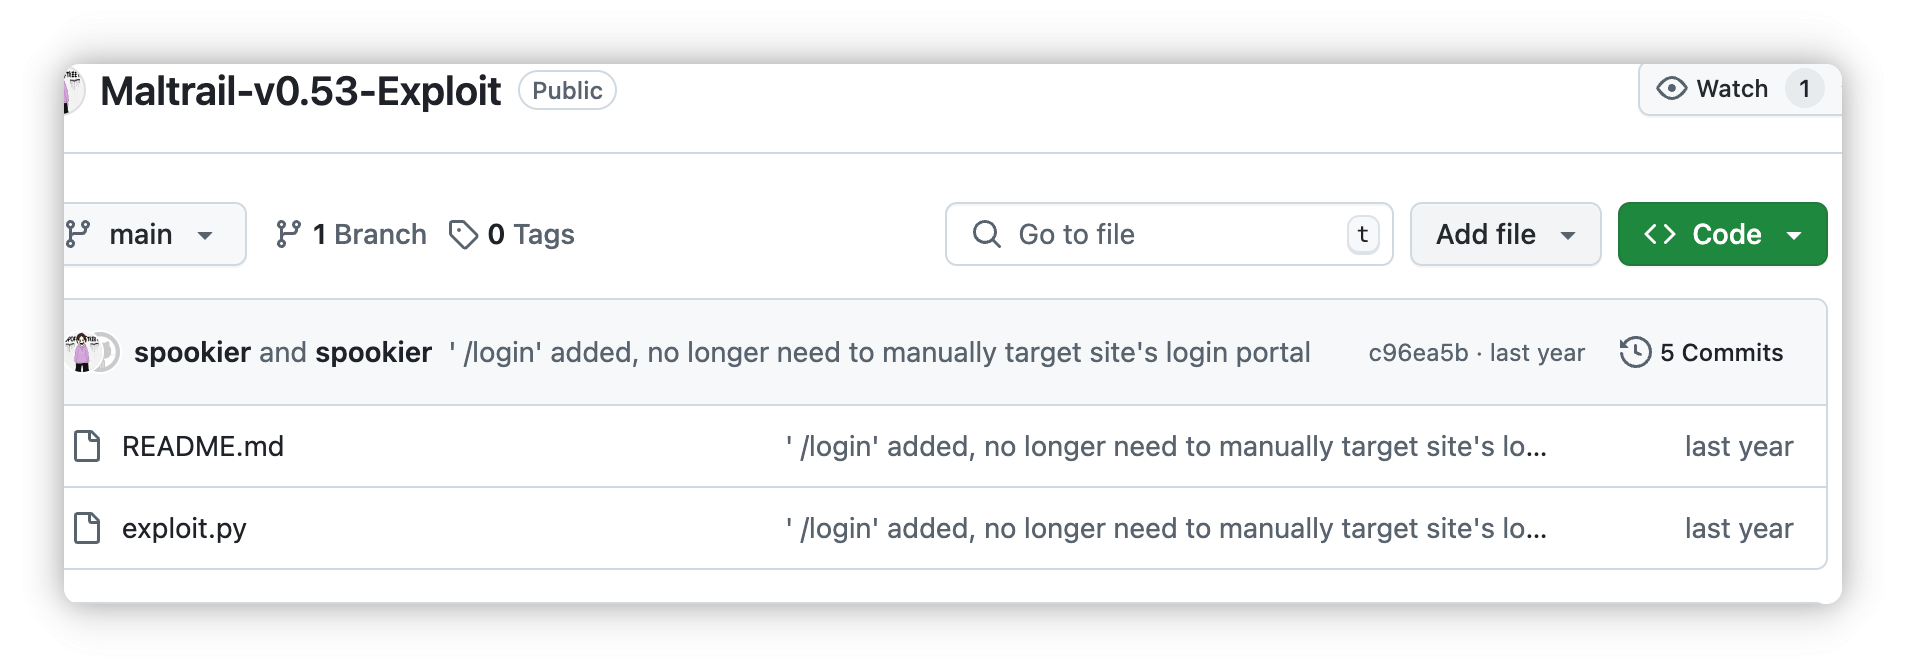 Maltrail-v0.53-Exploit Public Watch 1
main 1 Branch 0 Tags Go to file t Add file Code
spookier and spookier ' /login' added, no longer need to manually target site's login portal c96ea5b · last year 5 Commits
README.md ' /login' added, no longer need to manually target site's lo... last year
exploit.py ' /login' added, no longer need to manually target site's lo... last year